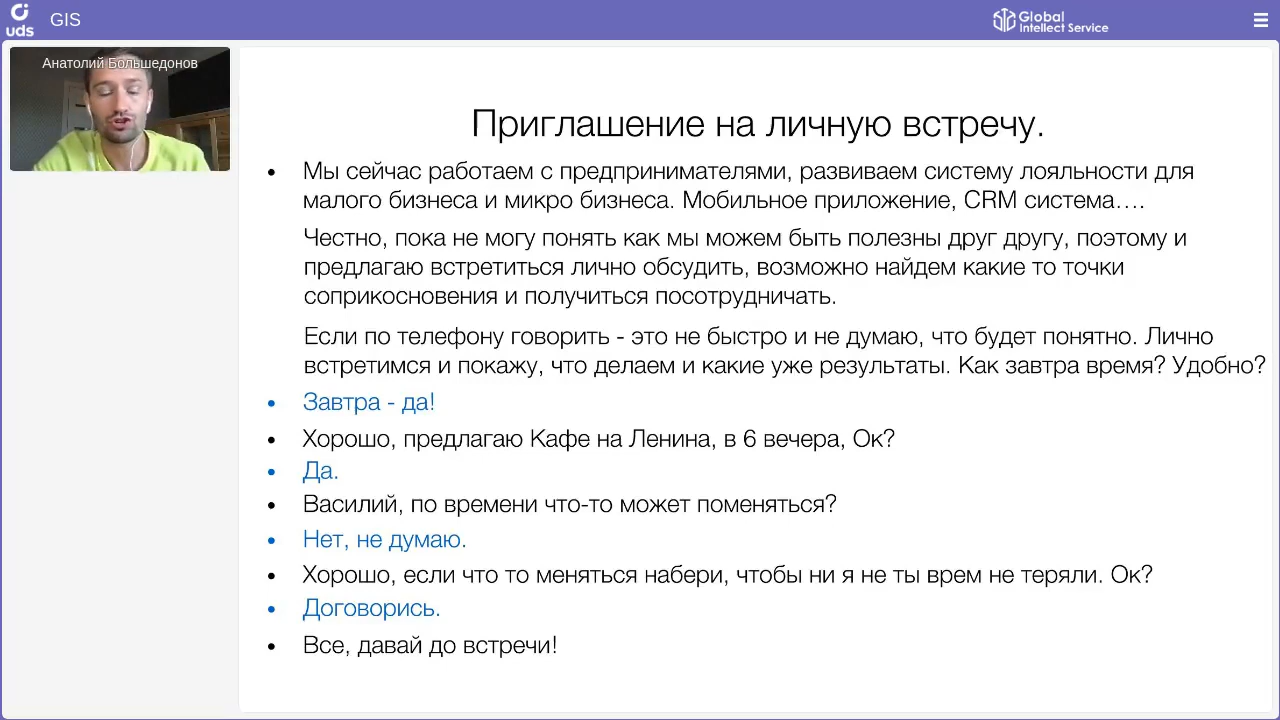 uds
GIS
Global
Intellect Service
Анатолий Большедонов
Приглашение на личную встречу.
• Мы сейчас работаем с предпринимателями, развиваем систему лояльности для
малого бизнеса и микро бизнеса. Мобильное приложение, CRM система….
Честно, пока не могу понять как мы можем быть полезны друг другу, поэтому и
предлагаю встретиться лично обсудить, возможно найдем какие то точки
соприкосновения и получиться посотрудничать.
Если по телефону говорить - это не быстро и не думаю, что будет понятно. Лично
встретимся и покажу, что делаем и какие уже результаты. Как завтра время? Удобно?
• Завтра - да!
• Хорошо, предлагаю Кафе на Ленина, в 6 вечера, Ок?
• Да.
• Василий, по времени что-то может поменяться?
• Нет, не думаю.
• Хорошо, если что то меняться набери, чтобы ни я не ты врем не теряли. Ок?
• Договорись.
• Все, давай до встречи!